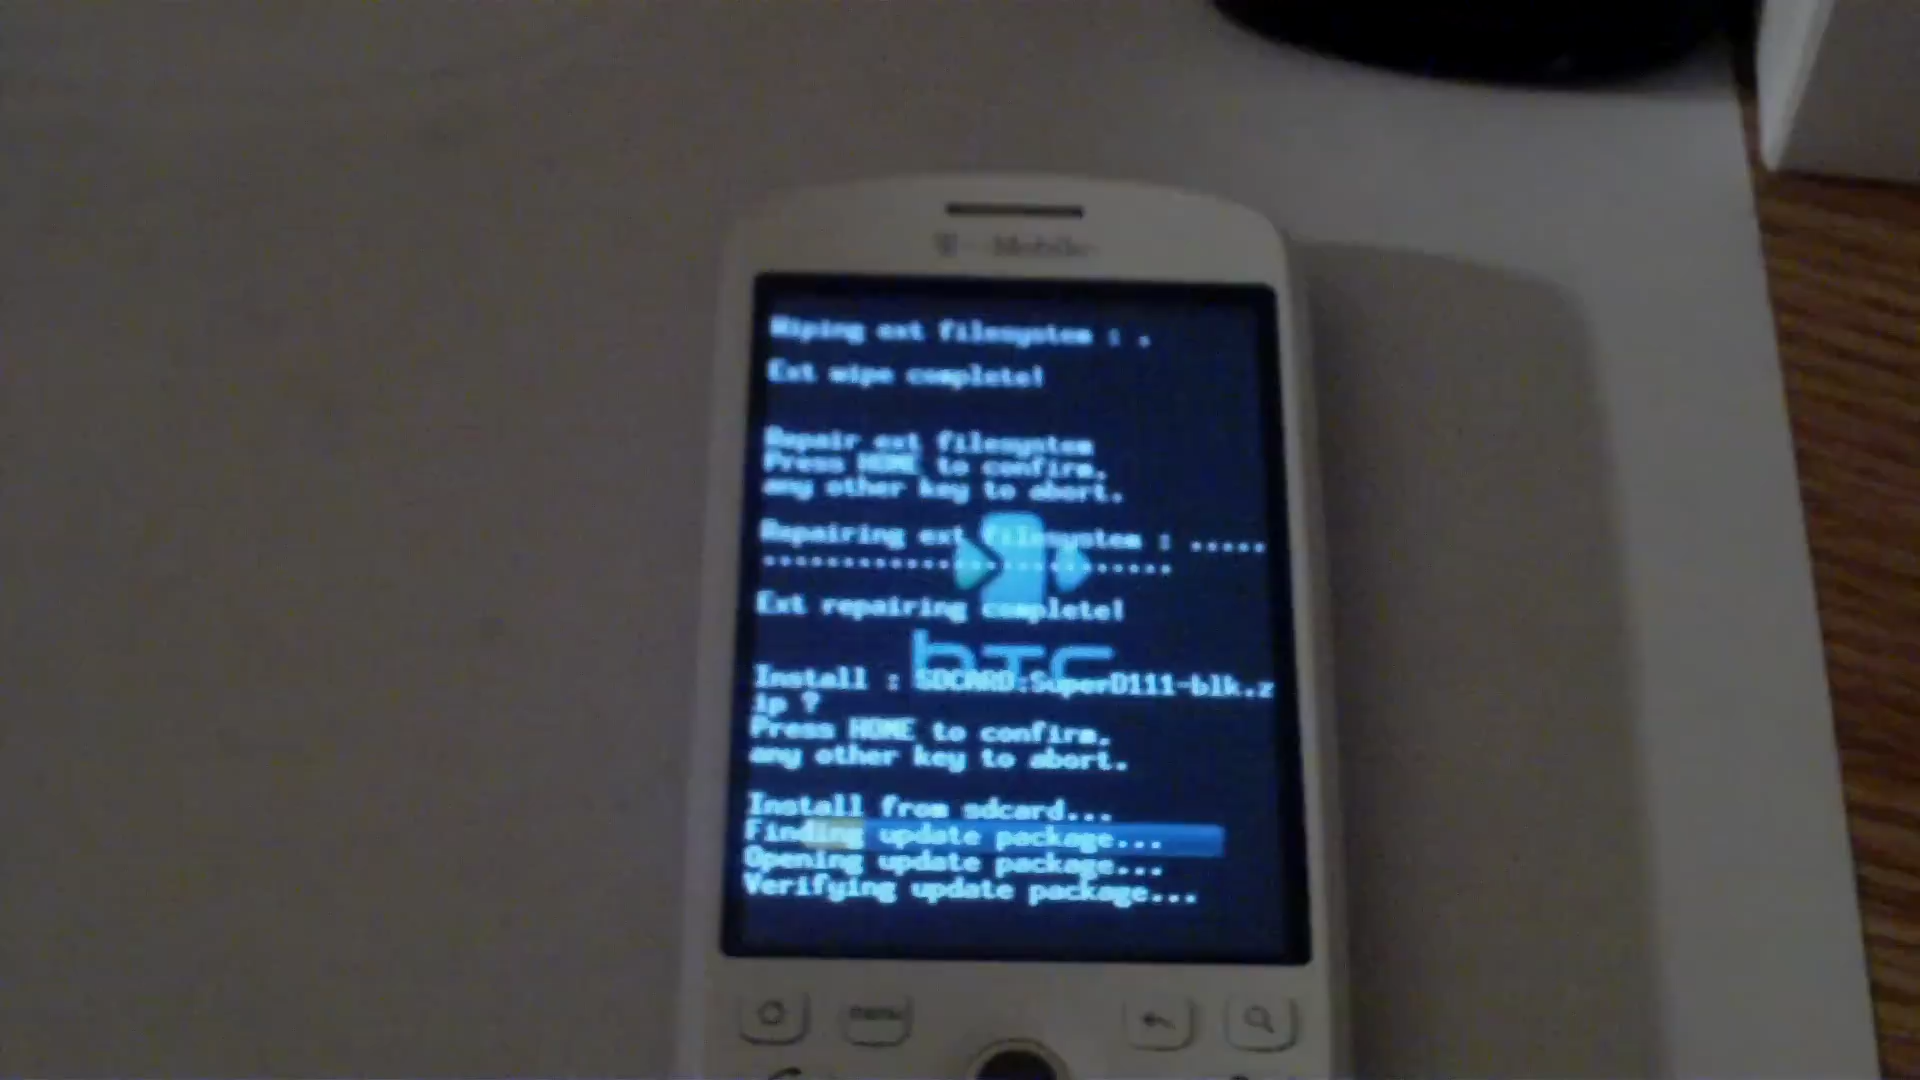 T-Mobile
Wiping ext filesystem : .
Ext wipe complete!
Repair ext filesystem
Press HOME to confirm,
any other key to abort.
Repairing ext filesystem : .....
.........................
Ext repairing complete!
hTC
Install : SDCARD:SuperD111-blk.z
ip ?
Press HOME to confirm,
any other key to abort.
Install from sdcard...
Finding update package...
Opening update package...
Verifying update package...
menu